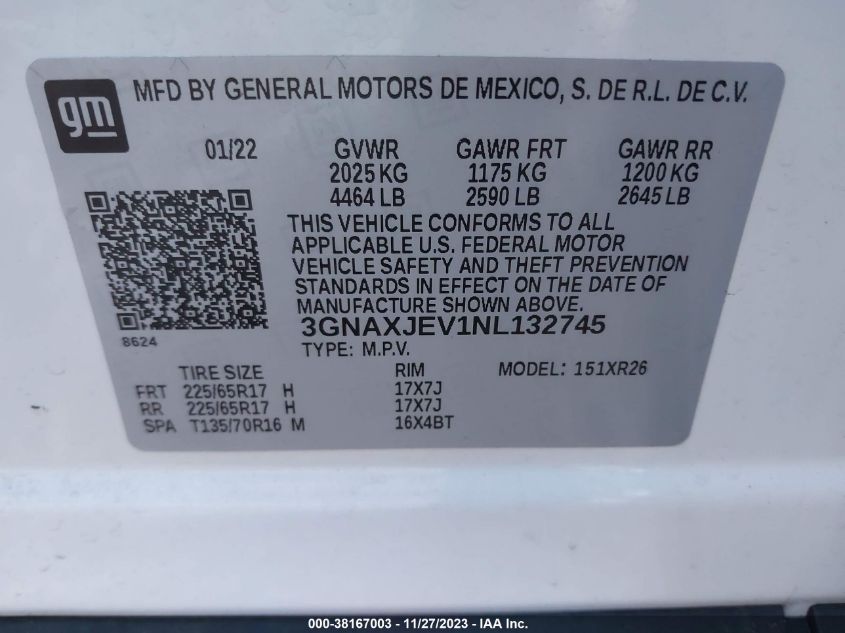 gm
MFD BY GENERAL MOTORS DE MEXICO, S. DE R.L. DE C.V.
01/22 GVWR GAWR FRT GAWR RR
2025 KG 1175 KG 1200 KG
4464 LB 2590 LB 2645 LB
THIS VEHICLE CONFORMS TO ALL
APPLICABLE U.S. FEDERAL MOTOR
VEHICLE SAFETY AND THEFT PREVENTION
STANDARDS IN EFFECT ON THE DATE OF
MANUFACTURE SHOWN ABOVE.
3GNAXJEV1NL132745
8624
TYPE: M.P.V.
TIRE SIZE RIM MODEL: 151XR26
FRT 225/65R17 H 17X7J
RR 225/65R17 H 17X7J
SPA T135/70R16 M 16X4BT
000-38167003 - 11/27/2023 - IAA Inc.